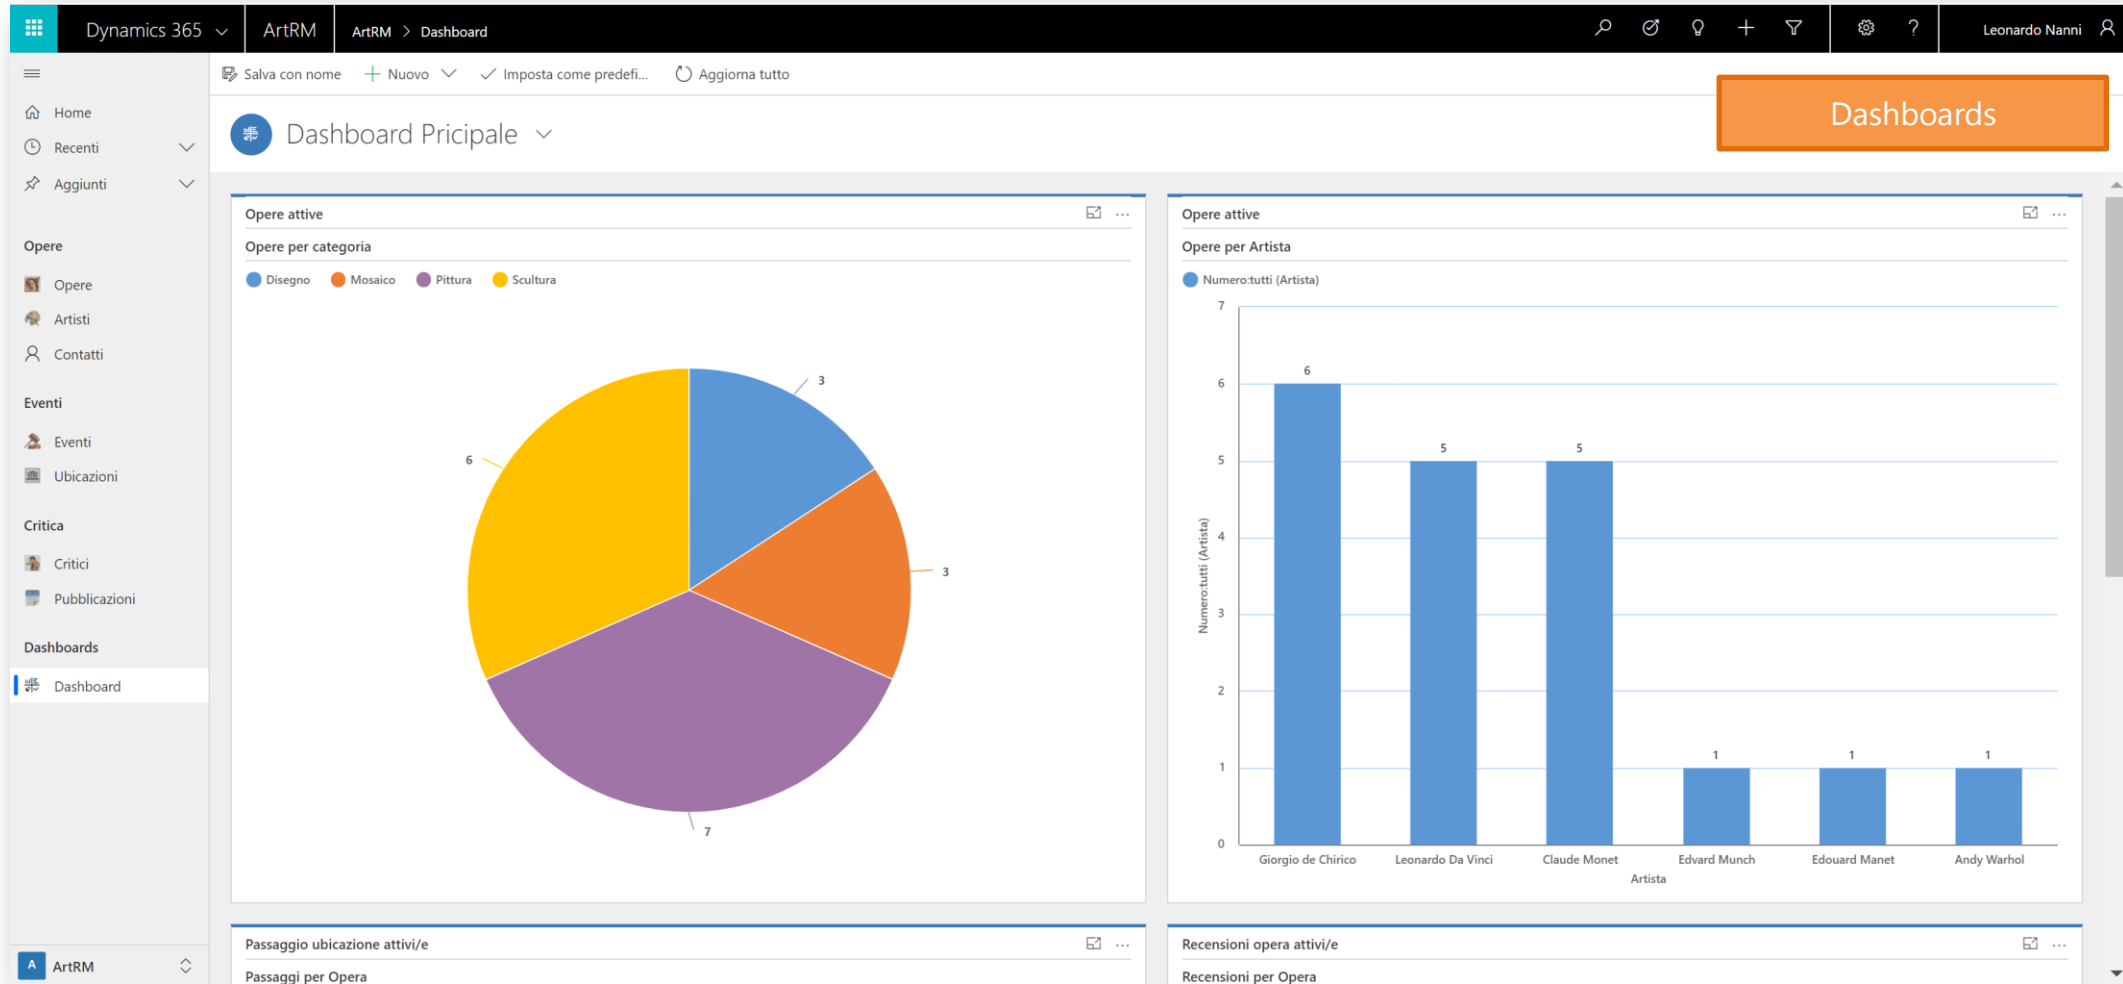 Dynamics 365 ArtRM ArtRM > Dashboard Leonardo Nanni
Salva con nome Nuovo Imposta come predefi... Aggiorna tutto
Dashboards
Home
Recenti
Aggiunti
Opere
Opere
Artisti
Contatti
Eventi
Eventi
Ubicazioni
Critica
Critici
Pubblicazioni
Dashboards
Dashboard
A ArtRM
Dashboard Pricipale
Opere attive
Opere per categoria
Disegno Mosaico Pittura Scultura
3
6
3
7
Opere attive
Opere per Artista
Numero:tutti (Artista)
7
6
5
4
3
2
1
0
Numero:tutti (Artista)
6
5
5
1
1
1
Giorgio de Chirico Leonardo Da Vinci Claude Monet Edvard Munch Edouard Manet Andy Warhol
Artista
Passaggio ubicazione attivi/e
Passaggi per Opera
Recensioni opera attivi/e
Recensioni per Opera